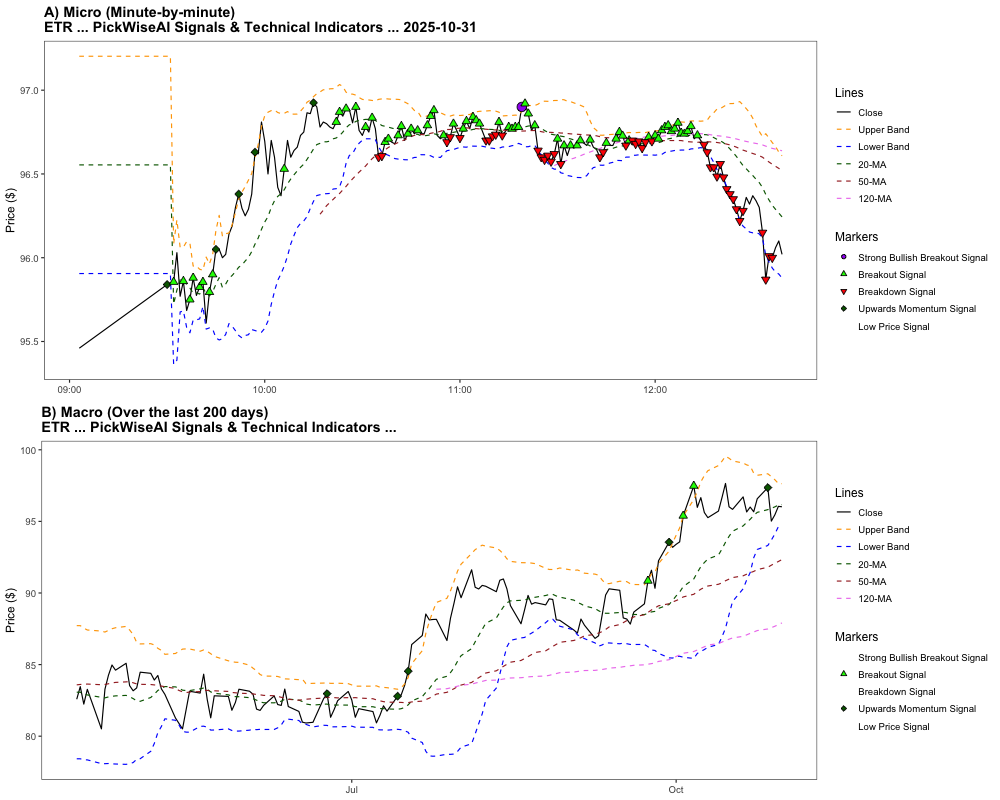 A) Micro (Minute-by-minute)
ETR ... PickWiseAI Signals & Technical Indicators ... 2025-10-31
97.0
96.5
96.0
95.5
Price ($)
09:00
10:00
11:00
12:00
Lines
Close
Upper Band
Lower Band
20-MA
50-MA
120-MA
Markers
Strong Bullish Breakout Signal
Breakout Signal
Breakdown Signal
Upwards Momentum Signal
Low Price Signal
B) Macro (Over the last 200 days)
ETR ... PickWiseAI Signals & Technical Indicators ...
100
95
90
85
80
Price ($)
Jul
Oct
Lines
Close
Upper Band
Lower Band
20-MA
50-MA
120-MA
Markers
Strong Bullish Breakout Signal
Breakout Signal
Breakdown Signal
Upwards Momentum Signal
Low Price Signal